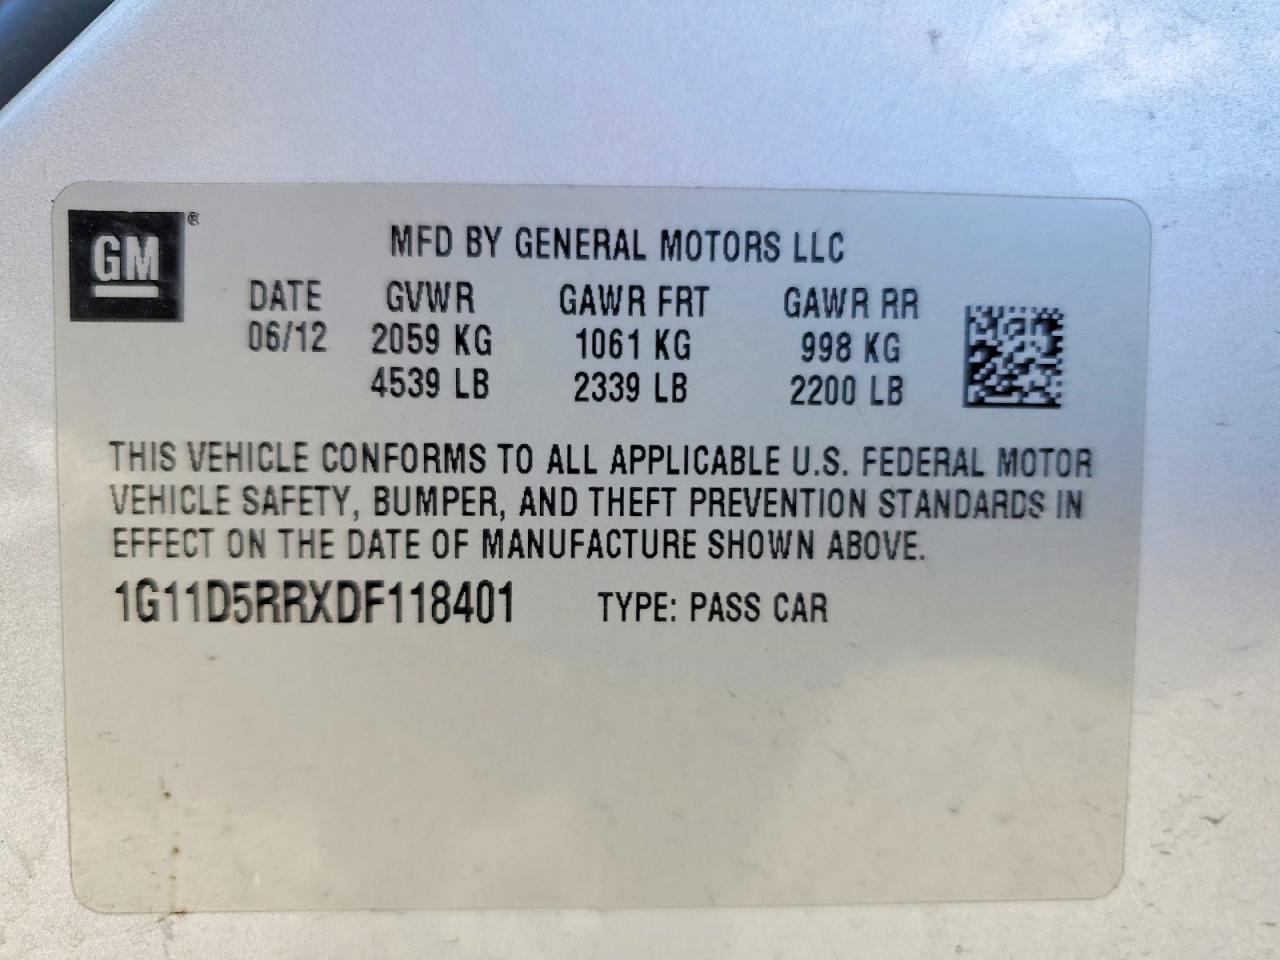 GM ®
MFD BY GENERAL MOTORS LLC
DATE GVWR GAWR FRT GAWR RR
06/12 2059 KG 1061 KG 998 KG
4539 LB 2339 LB 2200 LB
THIS VEHICLE CONFORMS TO ALL APPLICABLE U.S. FEDERAL MOTOR
VEHICLE SAFETY, BUMPER, AND THEFT PREVENTION STANDARDS IN
EFFECT ON THE DATE OF MANUFACTURE SHOWN ABOVE.
1G11D5RRXDF118401 TYPE: PASS CAR